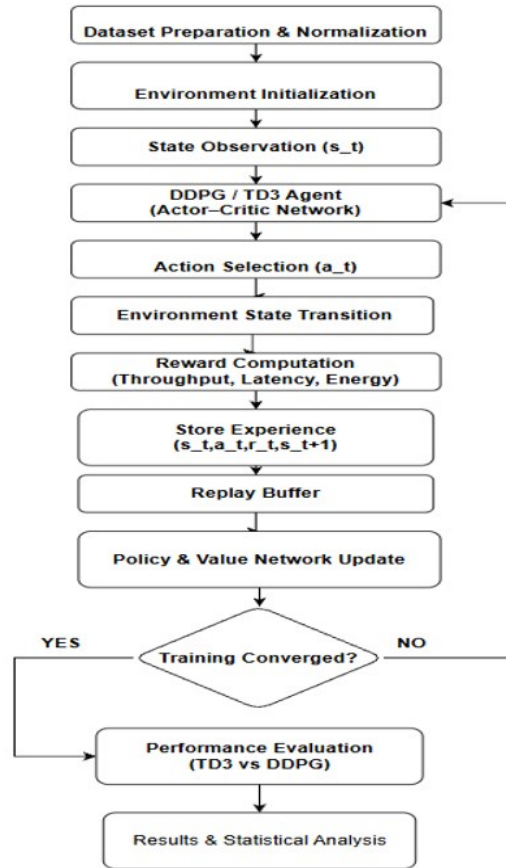 Dataset Preparation & Normalization
Environment Initialization
State Observation (s_t)
DDPG / TD3 Agent
(Actor–Critic Network)
Action Selection (a_t)
Environment State Transition
Reward Computation
(Throughput, Latency, Energy)
Store Experience
(s_t,a_t,r_t,s_t+1)
Replay Buffer
Policy & Value Network Update
YES
Training Converged?
NO
Performance Evaluation
(TD3 vs DDPG)
Results & Statistical Analysis